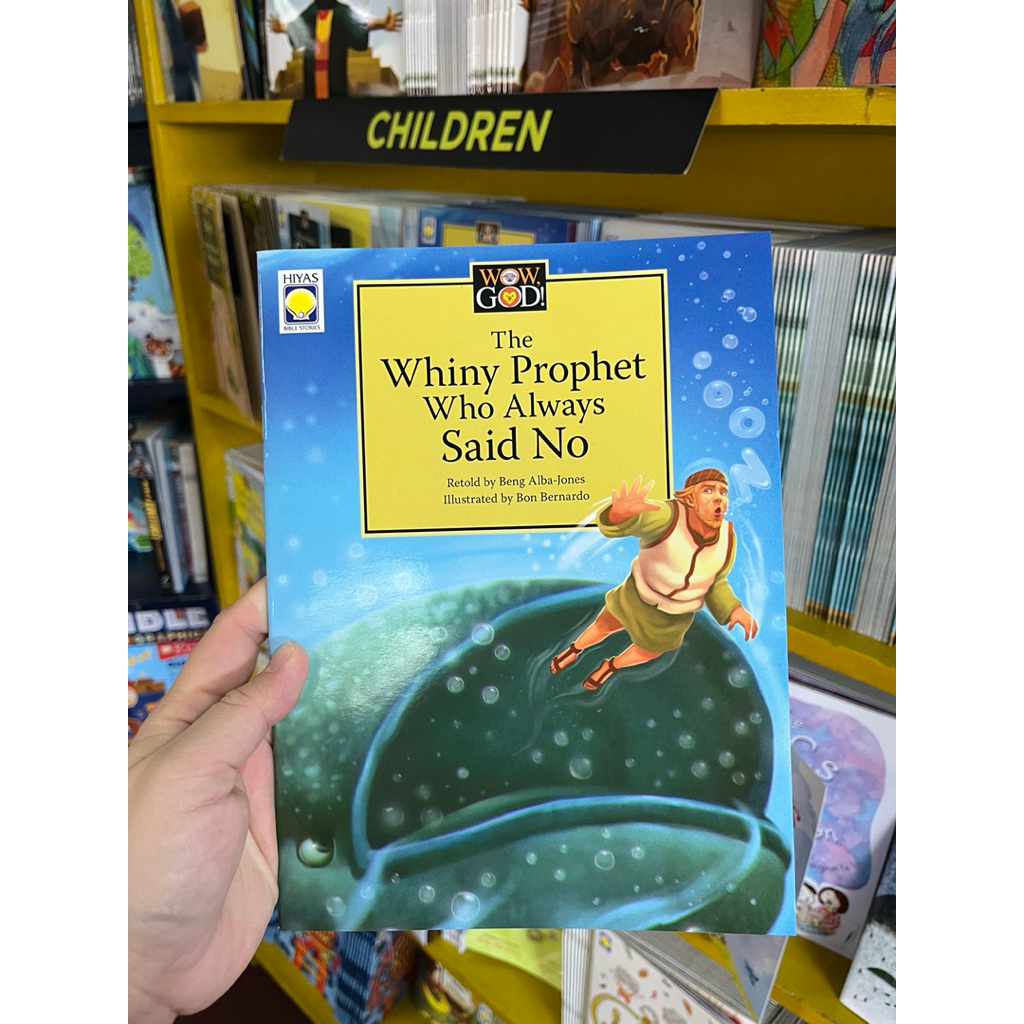 CHILDREN
HIYAS
BIBLE STORIES
WOW,
GOD!
The
Whiny Prophet
Who Always
Said No
Retold by Beng Alba-Jones
Illustrated by Bon Bernardo
NOO